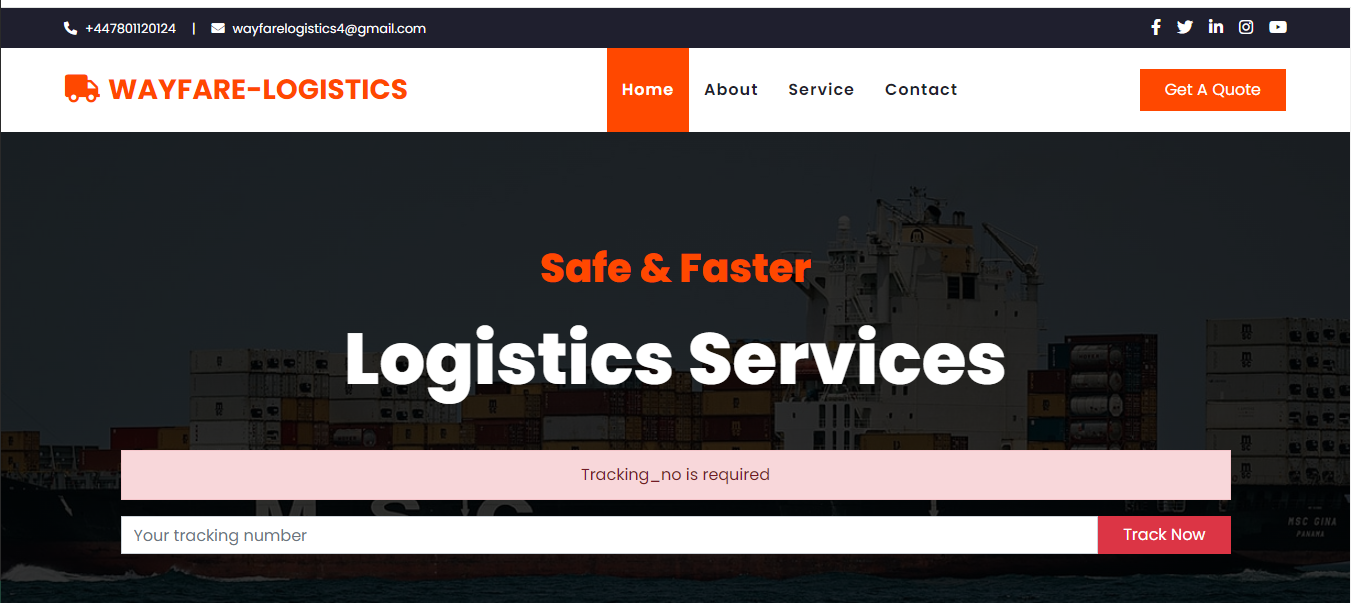 +447801120124 | wayfarelogistics4@gmail.com
WAYFARE-LOGISTICS
Home About Service Contact
Get A Quote
Safe & Faster
Logistics Services
Tracking_no is required
M S C
MSC GINA
PANAMA
Your tracking number
Track Now